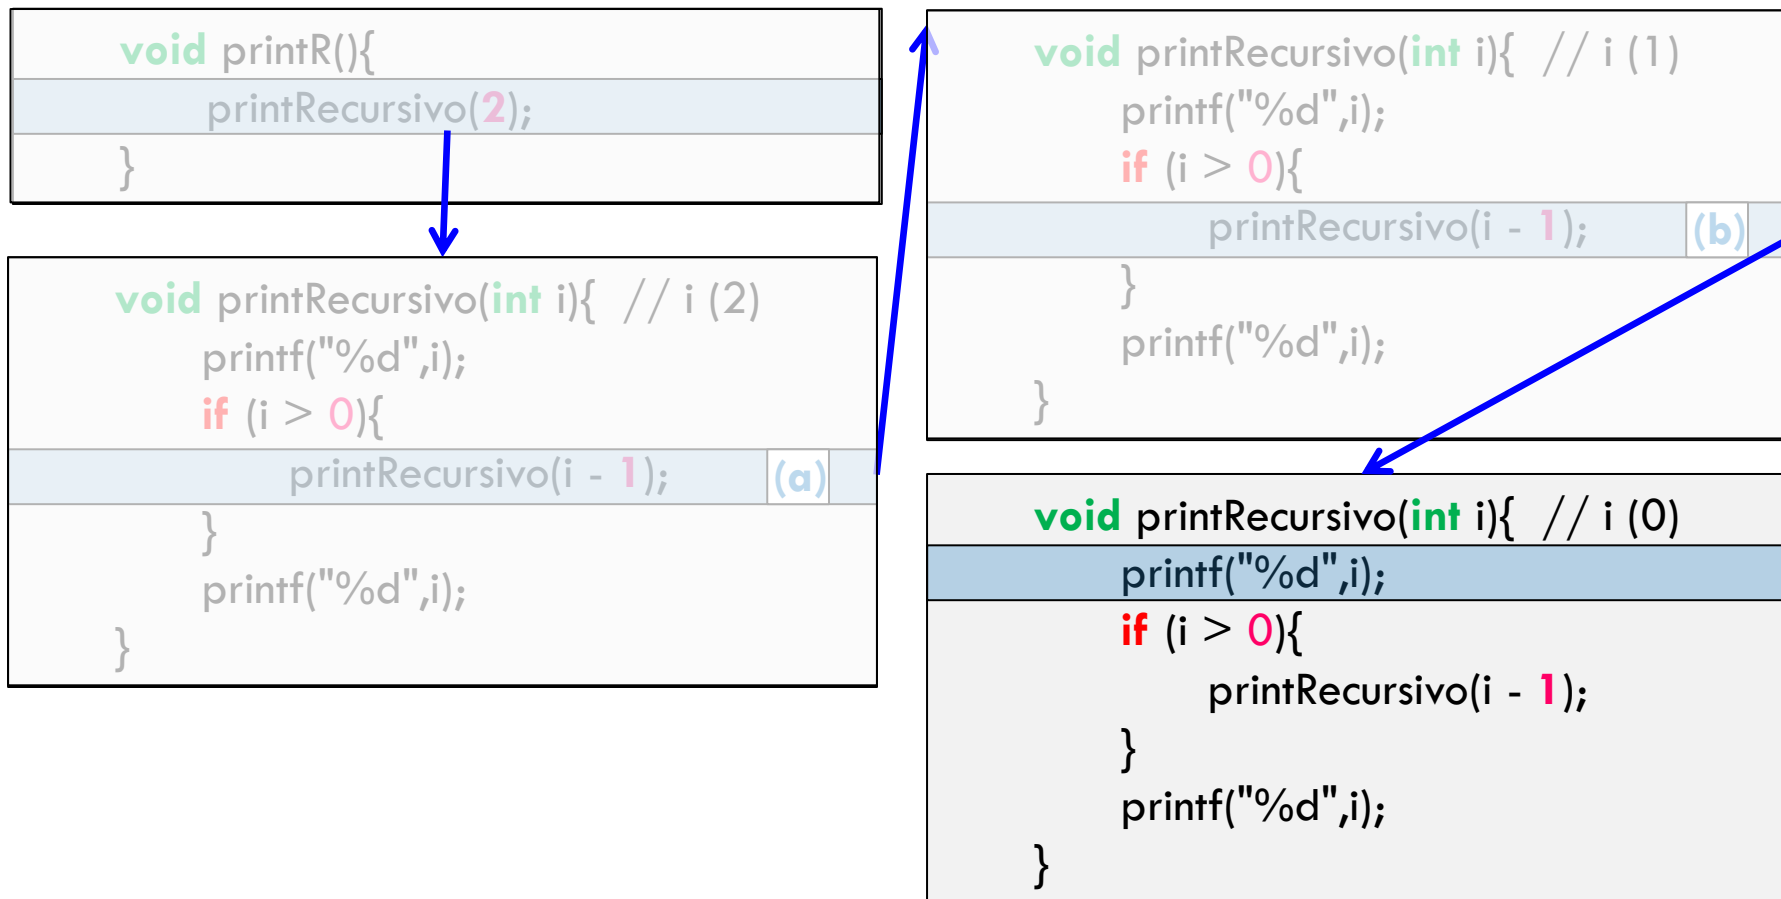 void printR(){
printRecursivo(2);
}
void printRecursivo(int i){ // i (2)
printf("%d",i);
if (i > 0){
printRecursivo(i - 1); (a)
}
printf("%d",i);
}
void printRecursivo(int i){ // i (1)
printf("%d",i);
if (i > 0){
printRecursivo(i - 1); (b)
}
printf("%d",i);
}
void printRecursivo(int i){ // i (0)
printf("%d",i);
if (i > 0){
printRecursivo(i - 1);
}
printf("%d",i);
}